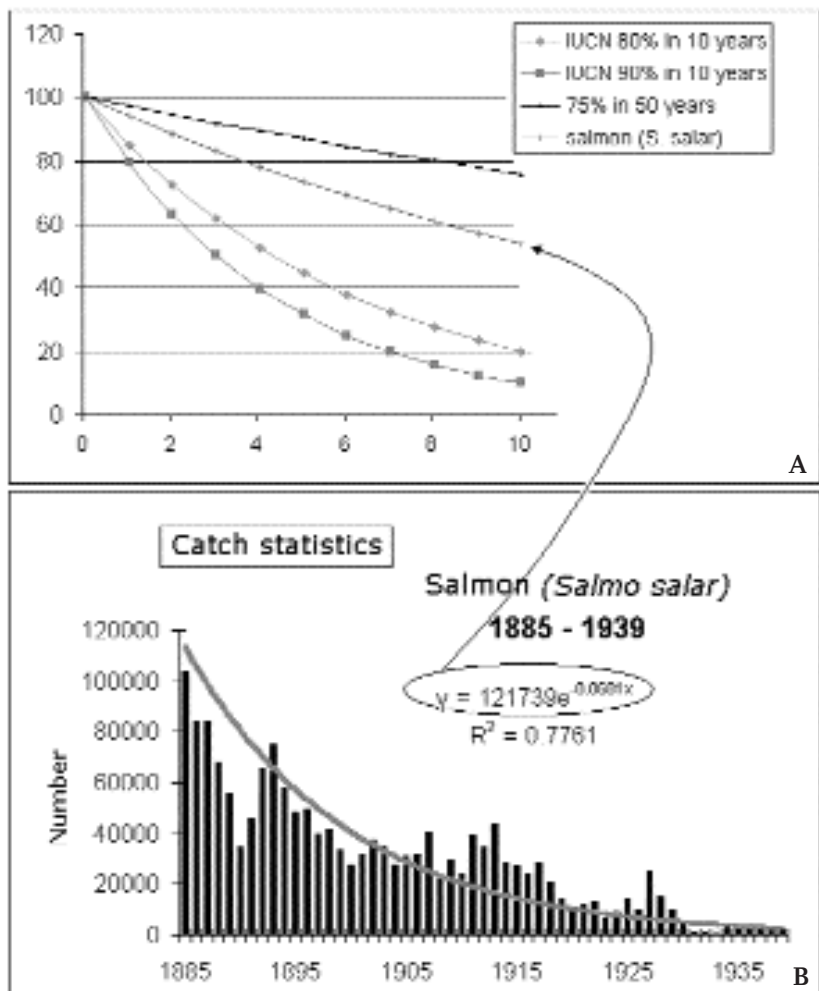 120
100
80
60
40
20
0
0 2 4 6 8 10
IUCN 80% in 10 years
IUCN 90% in 10 years
75% in 50 years
salmon (S. salar)
A
Catch statistics
Salmon (Salmo salar)
1885 - 1939
y = 121739e
R² = 0.7761
Number
120000
100000
80000
60000
40000
20000
0
1885 1895 1905 1915 1925 1935
B